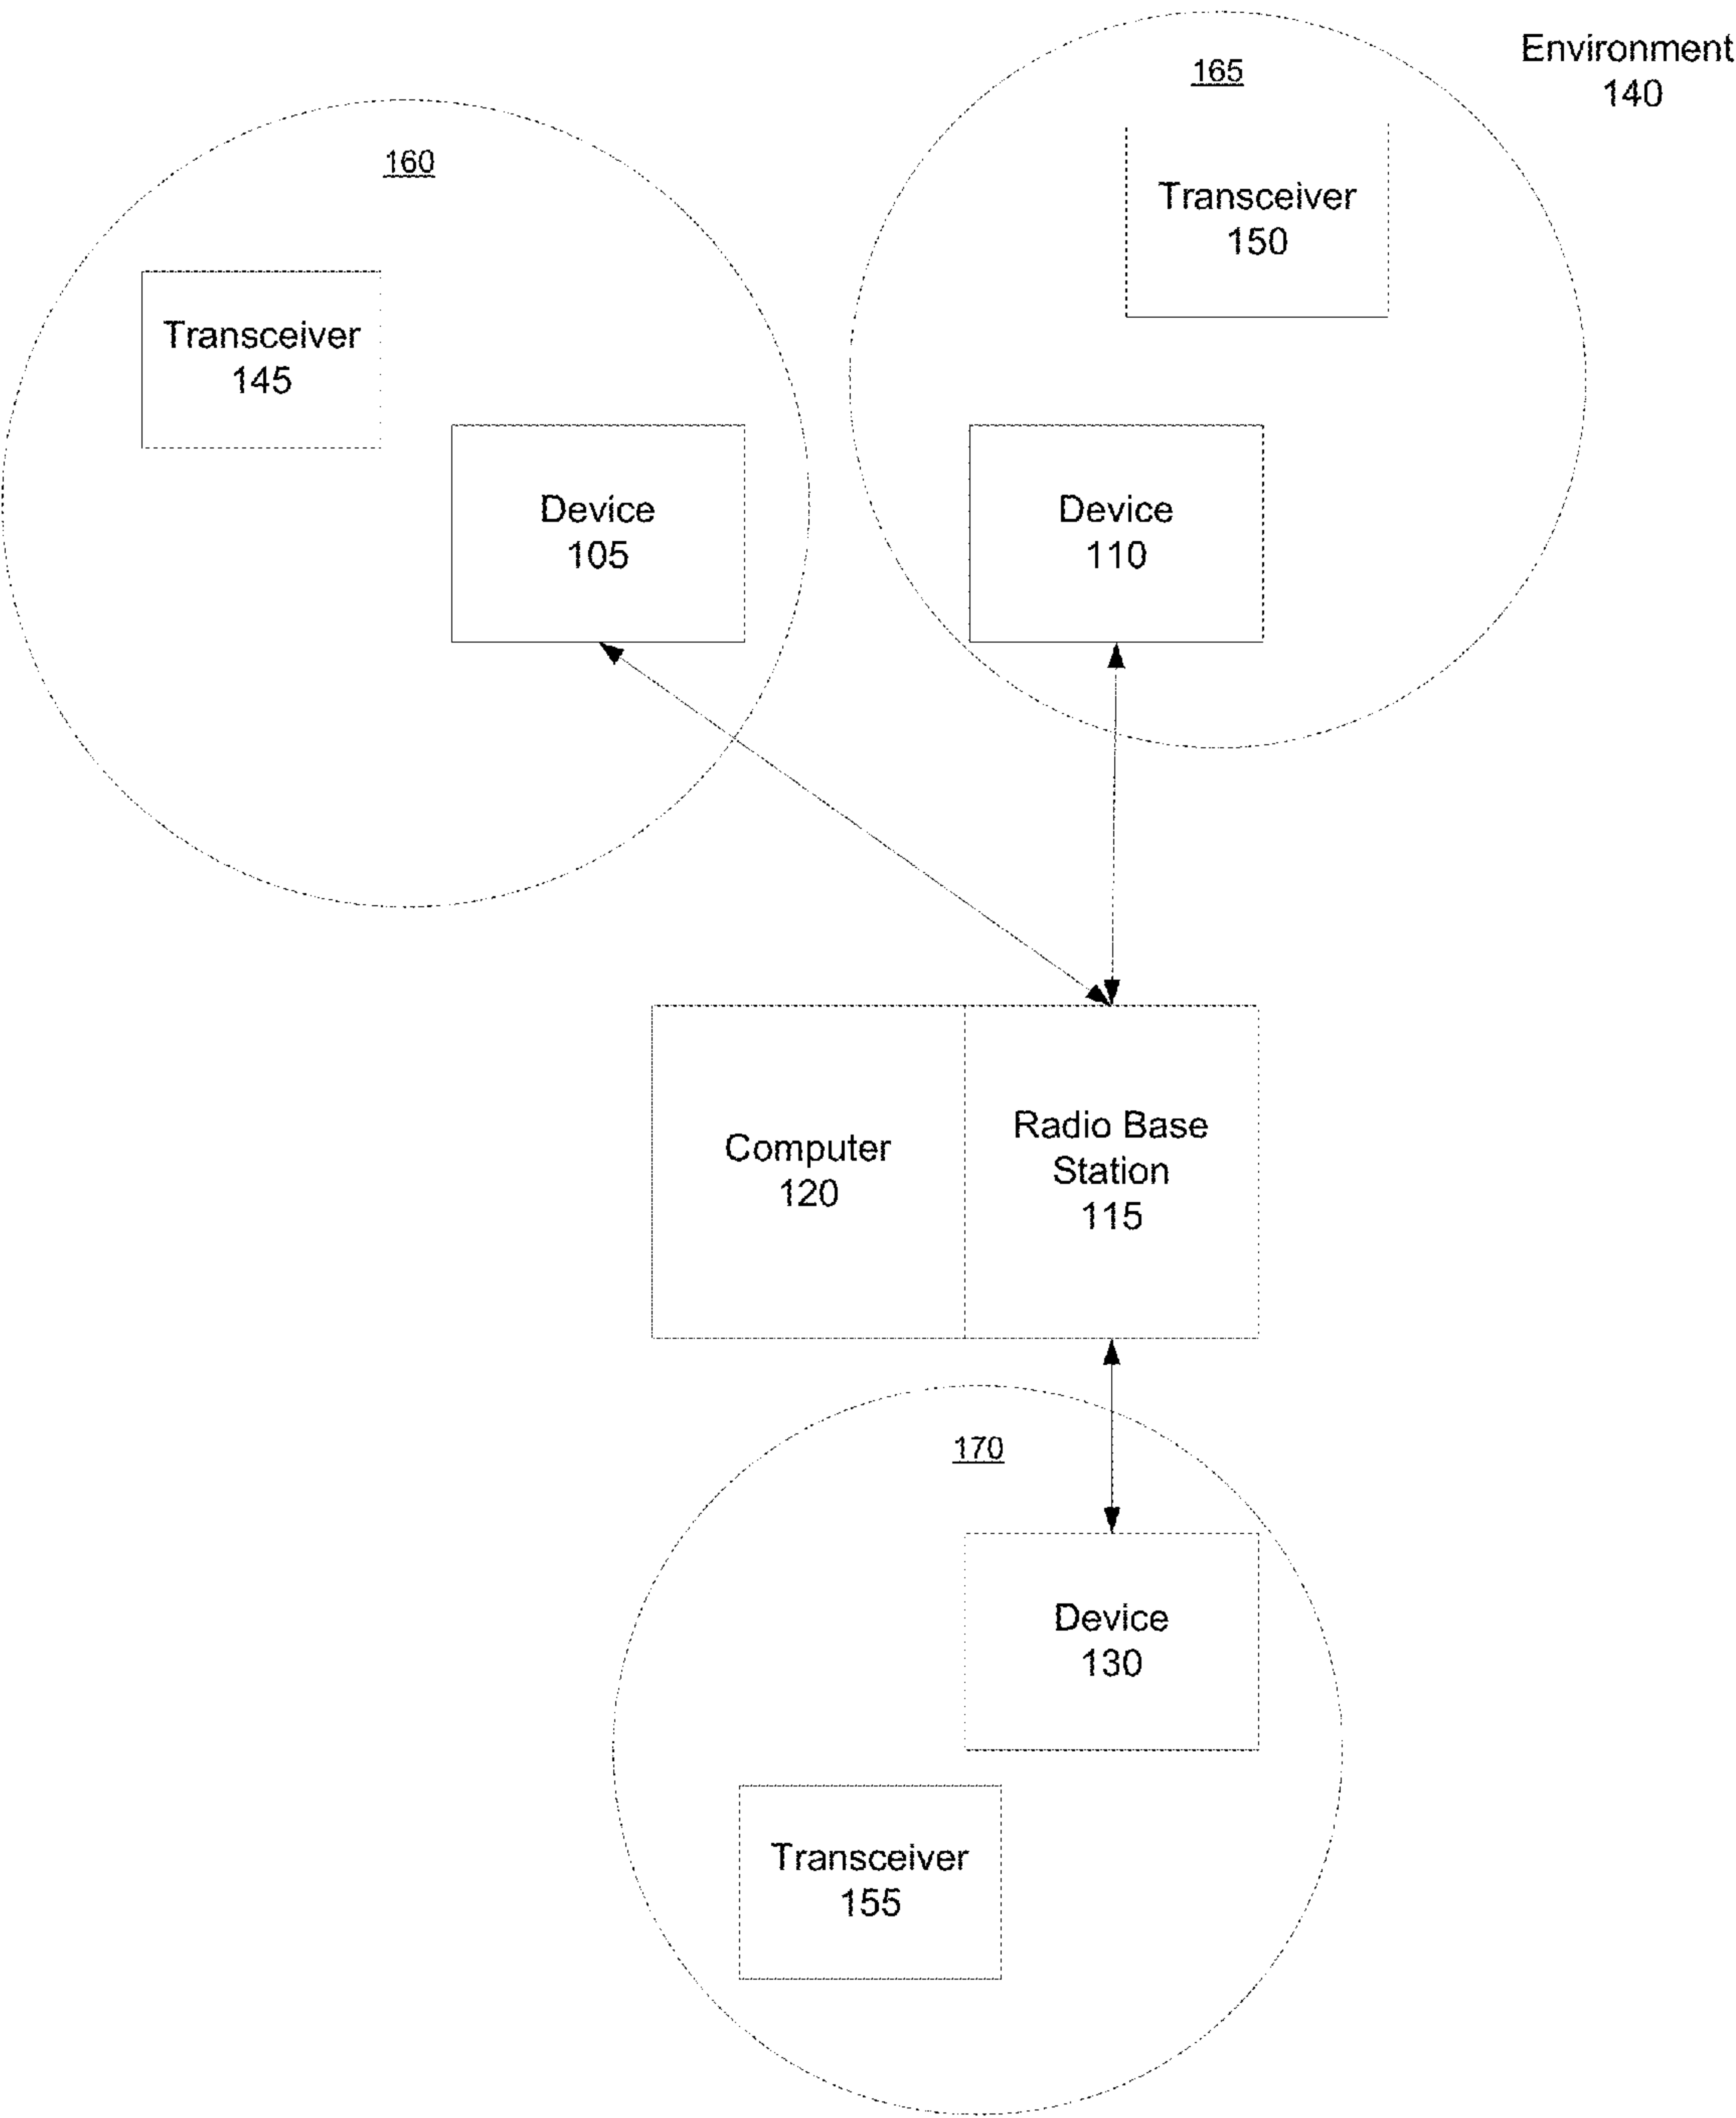 Environment
140
165
160
Transceiver
150
Transceiver
145
Device
105
Device
110
Computer
120
Radio Base
Station
115
170
Device
130
Transceiver
155